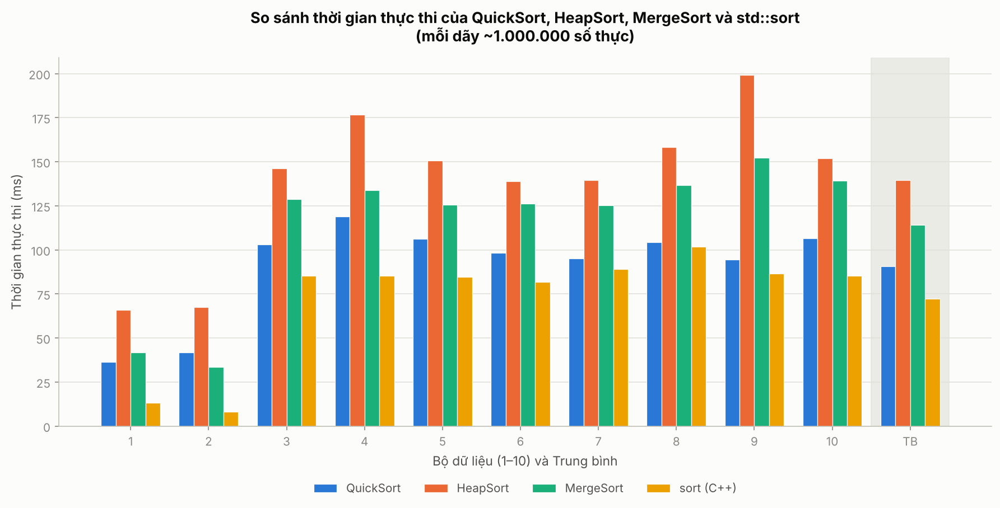 So sánh thời gian thực thi của QuickSort, HeapSort, MergeSort và std::sort
(mỗi dãy ~1.000.000 số thực)
Thời gian thực thi (ms)
200
175
150
125
100
75
50
25
0
1 2 3 4 5 6 7 8 9 10 TB
Bộ dữ liệu (1–10) và Trung bình
QuickSort HeapSort MergeSort sort (C++)